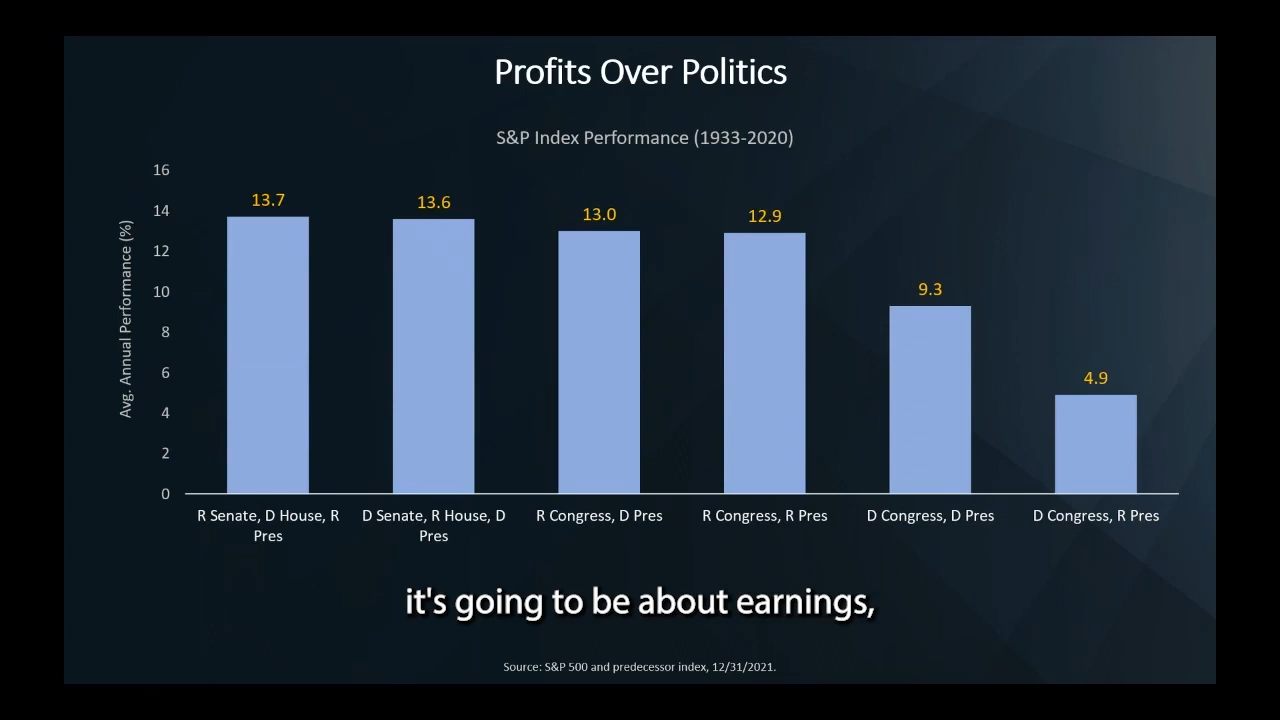 Profits Over Politics
S&P Index Performance (1933-2020)
Avg. Annual Performance (%)
16
14
12
10
8
6
4
2
0
13.7
13.6
13.0
12.9
9.3
4.9
R Senate, D House, R
Pres
D Senate, R House, D
Pres
R Congress, D Pres
R Congress, R Pres
D Congress, D Pres
D Congress, R Pres
it's going to be about earnings,
Source: S&P 500 and predecessor index, 12/31/2021.